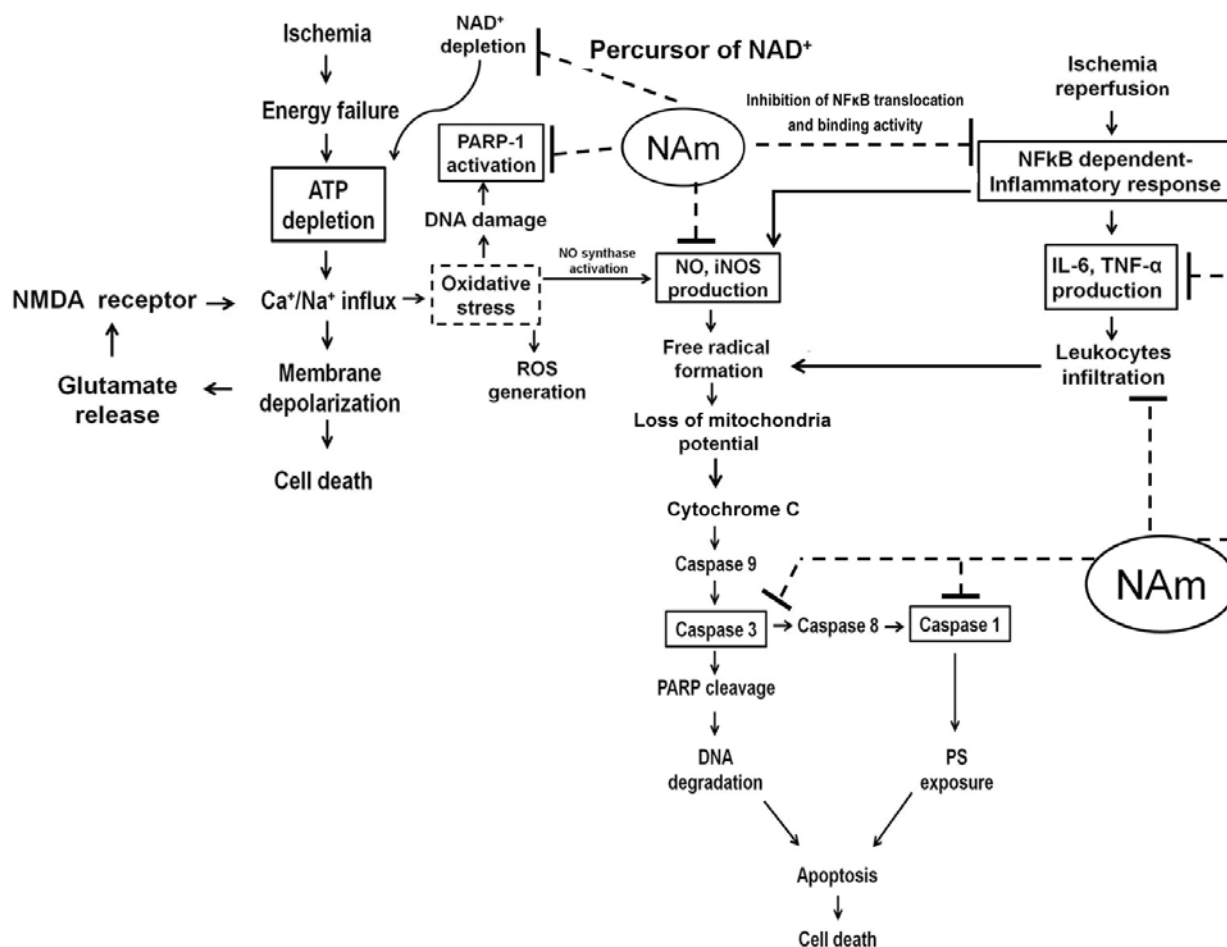 Ischemia
Energy failure
ATP
depletion
Ca⁺/Na⁺ influx
Membrane
depolarization
Cell death
NMDA receptor
Glutamate
release
NAD⁺
depletion
Percursor of NAD⁺
NAm
PARP-1
activation
DNA damage
Oxidative
stress
ROS
generation
NO synthase
activation
Inhibition of NFκB translocation
and binding activity
Ischemia
reperfusion
NFkB dependent-
Inflammatory response
IL-6, TNF-α
production
Leukocytes
infiltration
NO, iNOS
production
Free radical
formation
Loss of mitochondria
potential
Cytochrome C
Caspase 9
Caspase 3
Caspase 8
Caspase 1
NAm
PARP cleavage
DNA
degradation
PS
exposure
Apoptosis
Cell death